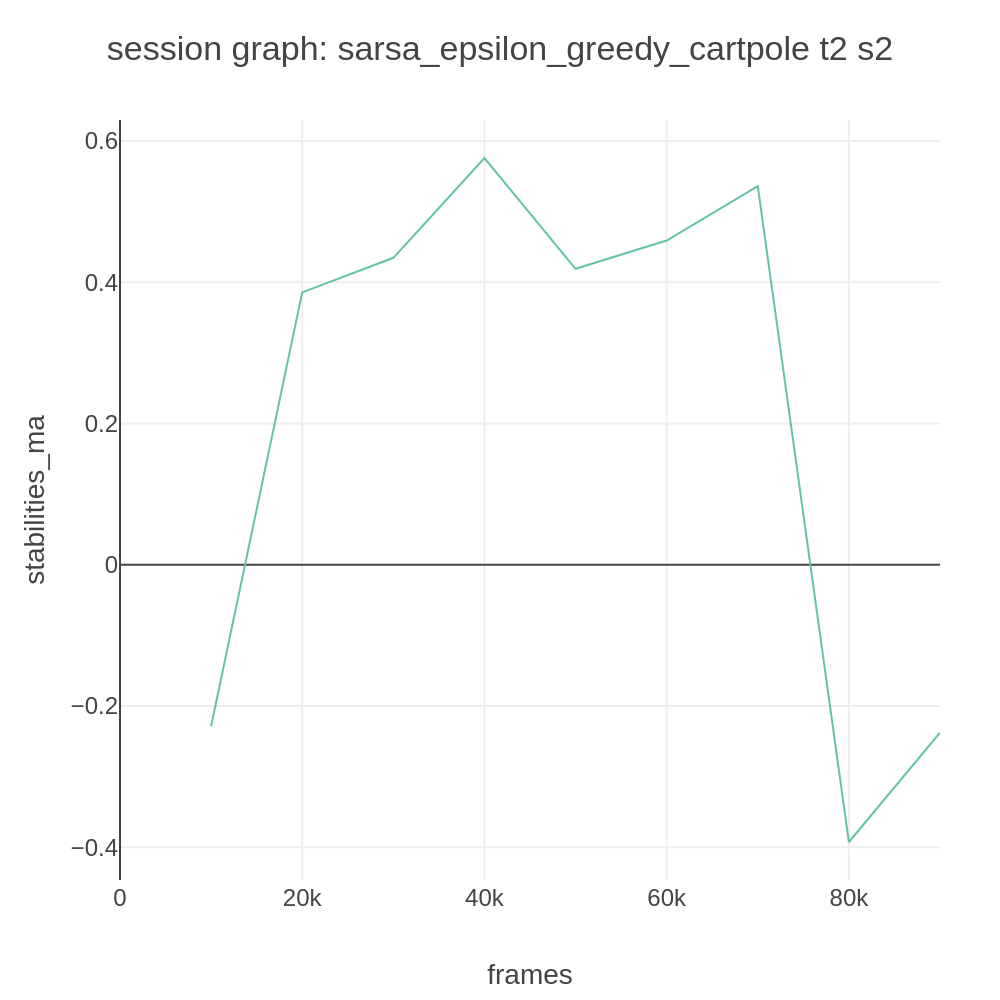 session graph: sarsa_epsilon_greedy_cartpole t2 s2
0.6
0.4
0.2
0
−0.2
−0.4
stabilities_ma
0
20k
40k
60k
80k
frames